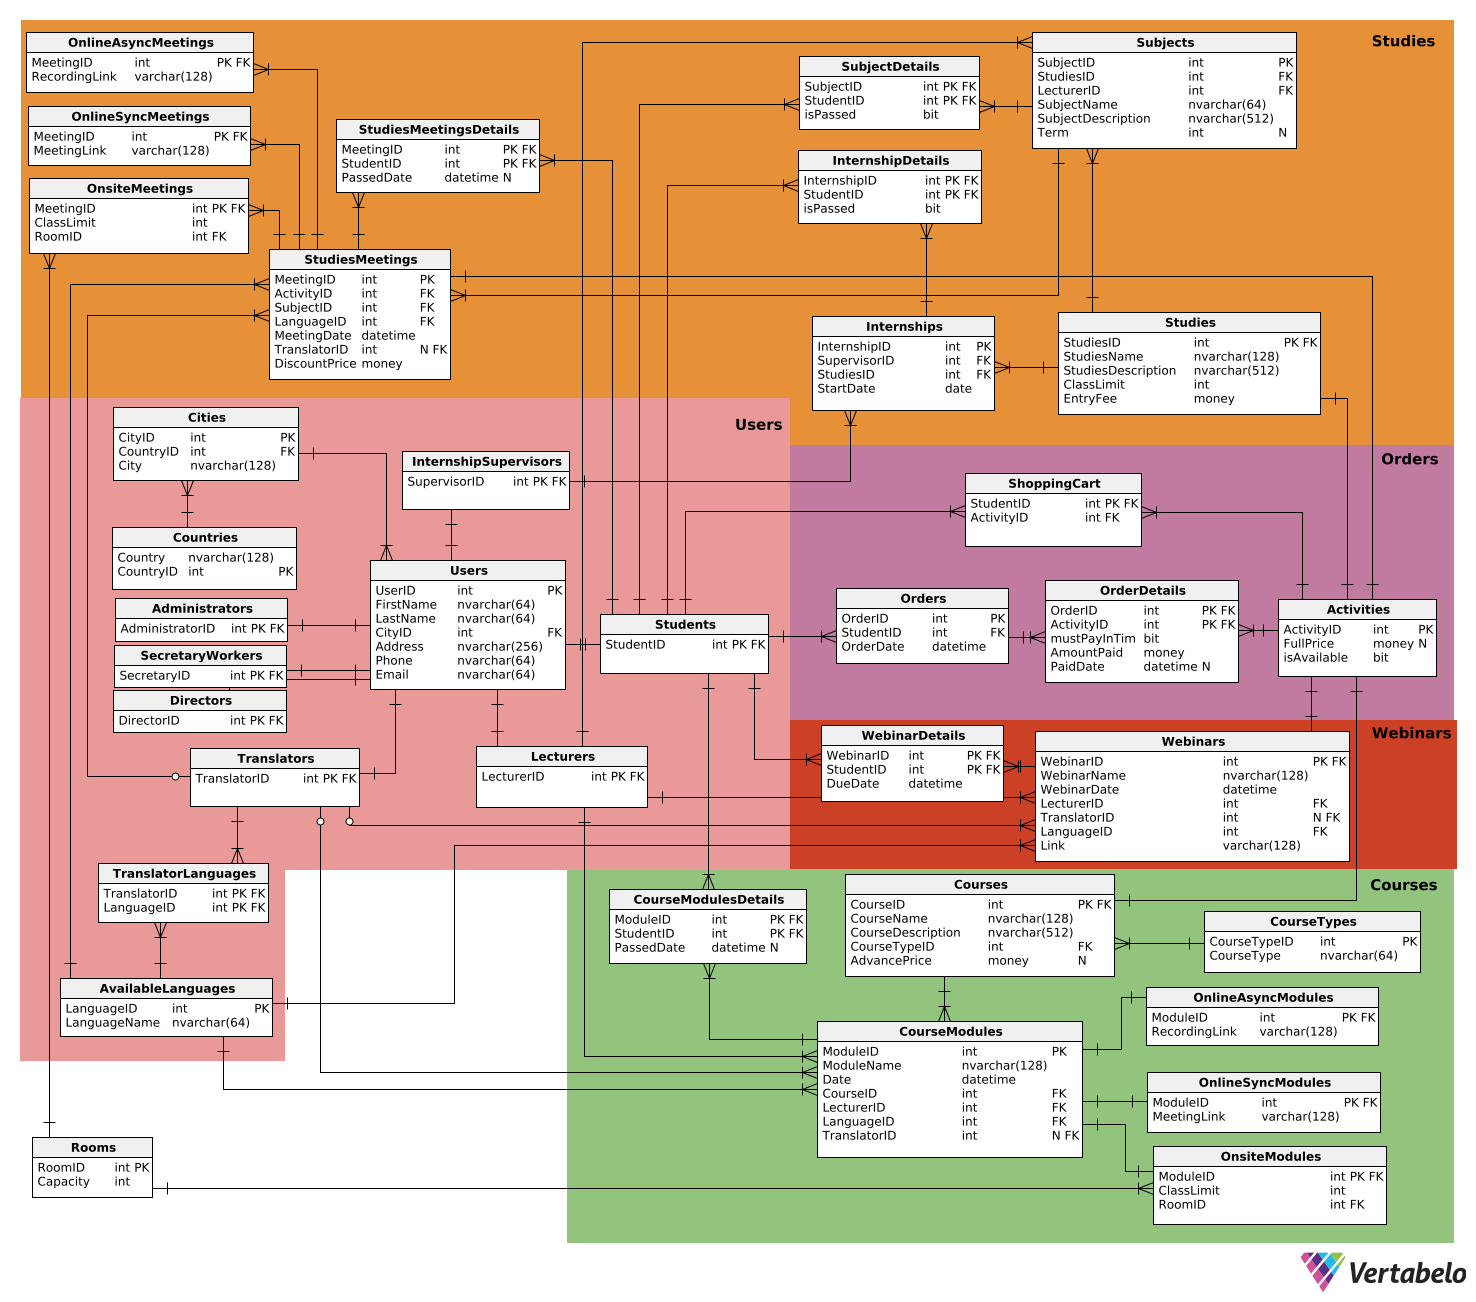 Studies
OnlineAsyncMeetings
MeetingID int PK FK
RecordingLink varchar(128)
OnlineSyncMeetings
MeetingID int PK FK
MeetingLink varchar(128)
OnsiteMeetings
MeetingID int PK FK
ClassLimit int
RoomID int FK
StudiesMeetingsDetails
MeetingID int PK FK
StudentID int PK FK
PassedDate datetime N
StudiesMeetings
MeetingID int PK
ActivityID int FK
SubjectID int FK
LanguageID int FK
MeetingDate datetime
TranslatorID int N FK
DiscountPrice money
SubjectDetails
SubjectID int PK FK
StudentID int PK FK
isPassed bit
Subjects
SubjectID int PK
StudiesID int FK
LecturerID int FK
SubjectName nvarchar(64)
SubjectDescription nvarchar(512)
Term int N
InternshipDetails
InternshipID int PK FK
StudentID int PK FK
isPassed bit
Internships
InternshipID int PK
SupervisorID int FK
StudiesID int FK
StartDate date
Studies
StudiesID int PK FK
StudiesName nvarchar(128)
StudiesDescription nvarchar(512)
ClassLimit int
EntryFee money
Users
Cities
CityID int PK
CountryID int FK
City nvarchar(128)
InternshipSupervisors
SupervisorID int PK FK
Countries
Country nvarchar(128)
CountryID int PK
Users
UserID int PK
FirstName nvarchar(64)
LastName nvarchar(64)
CityID int FK
Address nvarchar(256)
Phone nvarchar(64)
Email nvarchar(64)
Administrators
AdministratorID int PK FK
SecretaryWorkers
SecretaryID int PK FK
Directors
DirectorID int PK FK
Students
StudentID int PK FK
Translators
TranslatorID int PK FK
Lecturers
LecturerID int PK FK
TranslatorLanguages
TranslatorID int PK FK
LanguageID int PK FK
AvailableLanguages
LanguageID int PK
LanguageName nvarchar(64)
Orders
ShoppingCart
StudentID int PK FK
ActivityID int FK
Orders
OrderID int PK
StudentID int FK
OrderDate datetime
OrderDetails
OrderID int PK FK
ActivityID int PK FK
mustPayInTim bit
AmountPaid money
PaidDate datetime N
Activities
ActivityID int PK
FullPrice money N
isAvailable bit
Webinars
WebinarDetails
WebinarID int PK FK
StudentID int PK FK
DueDate datetime
Webinars
WebinarID int PK FK
WebinarName nvarchar(128)
WebinarDate datetime
LecturerID int FK
TranslatorID int N FK
LanguageID int FK
Link varchar(128)
Courses
CourseModulesDetails
ModuleID int PK FK
StudentID int PK FK
PassedDate datetime N
Courses
CourseID int PK FK
CourseName nvarchar(128)
CourseDescription nvarchar(512)
CourseTypeID int FK
AdvancePrice money N
CourseTypes
CourseTypeID int PK
CourseType nvarchar(64)
CourseModules
ModuleID int PK
ModuleName nvarchar(128)
Date datetime
CourseID int FK
LecturerID int FK
LanguageID int FK
TranslatorID int N FK
OnlineAsyncModules
ModuleID int PK FK
RecordingLink varchar(128)
OnlineSyncModules
ModuleID int PK FK
MeetingLink varchar(128)
OnsiteModules
ModuleID int PK FK
ClassLimit int
RoomID int FK
Rooms
RoomID int PK
Capacity int
Vertabelo